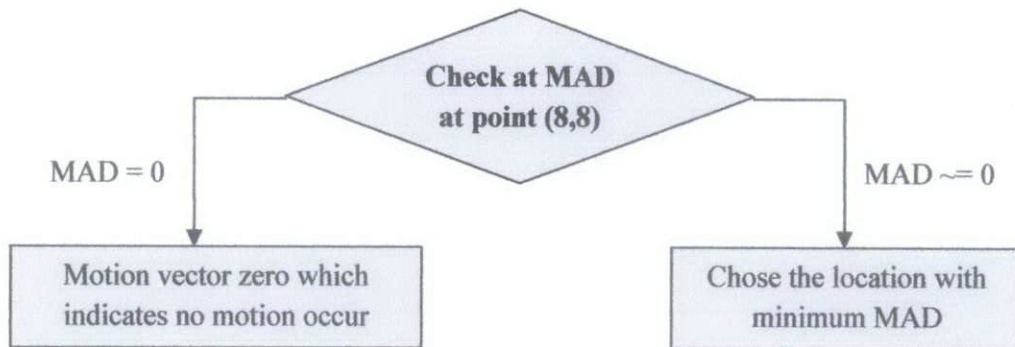 Check at MAD
at point (8,8)
MAD = 0
MAD ~= 0
Motion vector zero which
indicates no motion occur
Chose the location with
minimum MAD